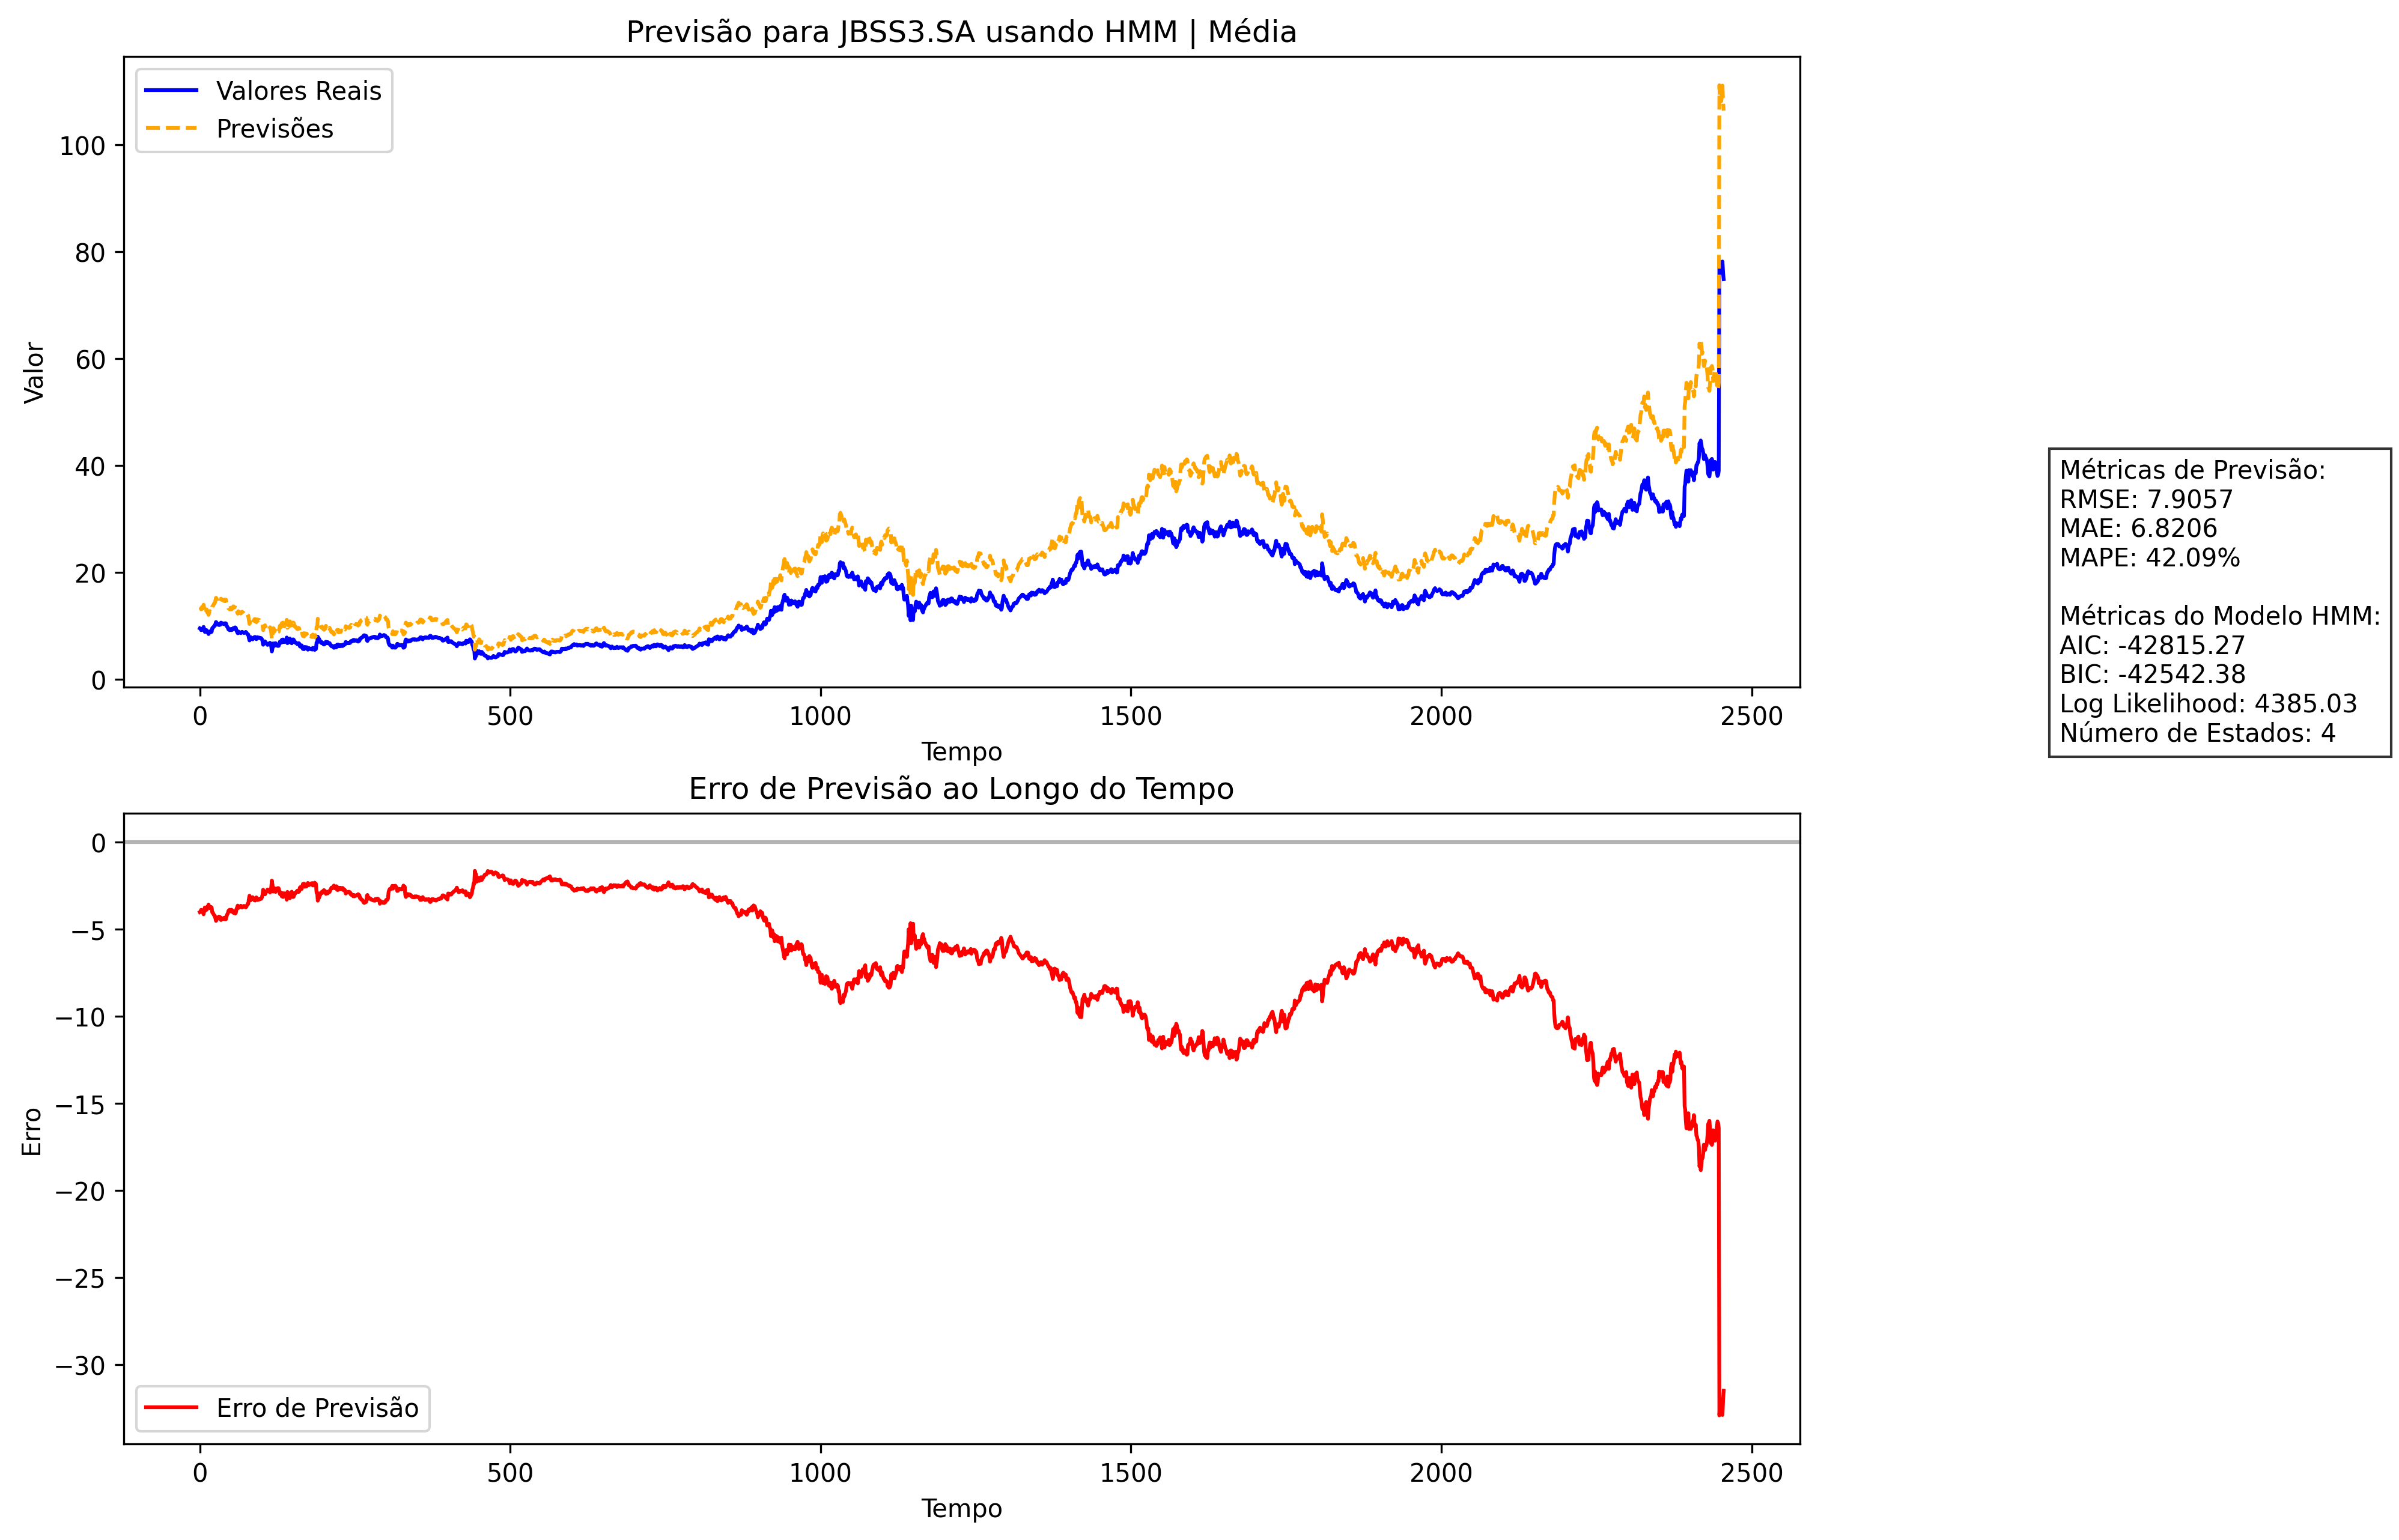 Previsão para JBSS3.SA usando HMM | Média
Valores Reais
Previsões
100
80
60
40
20
0
Valor
0 500 1000 1500 2000 2500
Tempo
Métricas de Previsão:
RMSE: 7.9057
MAE: 6.8206
MAPE: 42.09%
Métricas do Modelo HMM:
AIC: -42815.27
BIC: -42542.38
Log Likelihood: 4385.03
Número de Estados: 4
Erro de Previsão ao Longo do Tempo
0
−5
−10
−15
−20
−25
−30
Erro
Erro de Previsão
0 500 1000 1500 2000 2500
Tempo